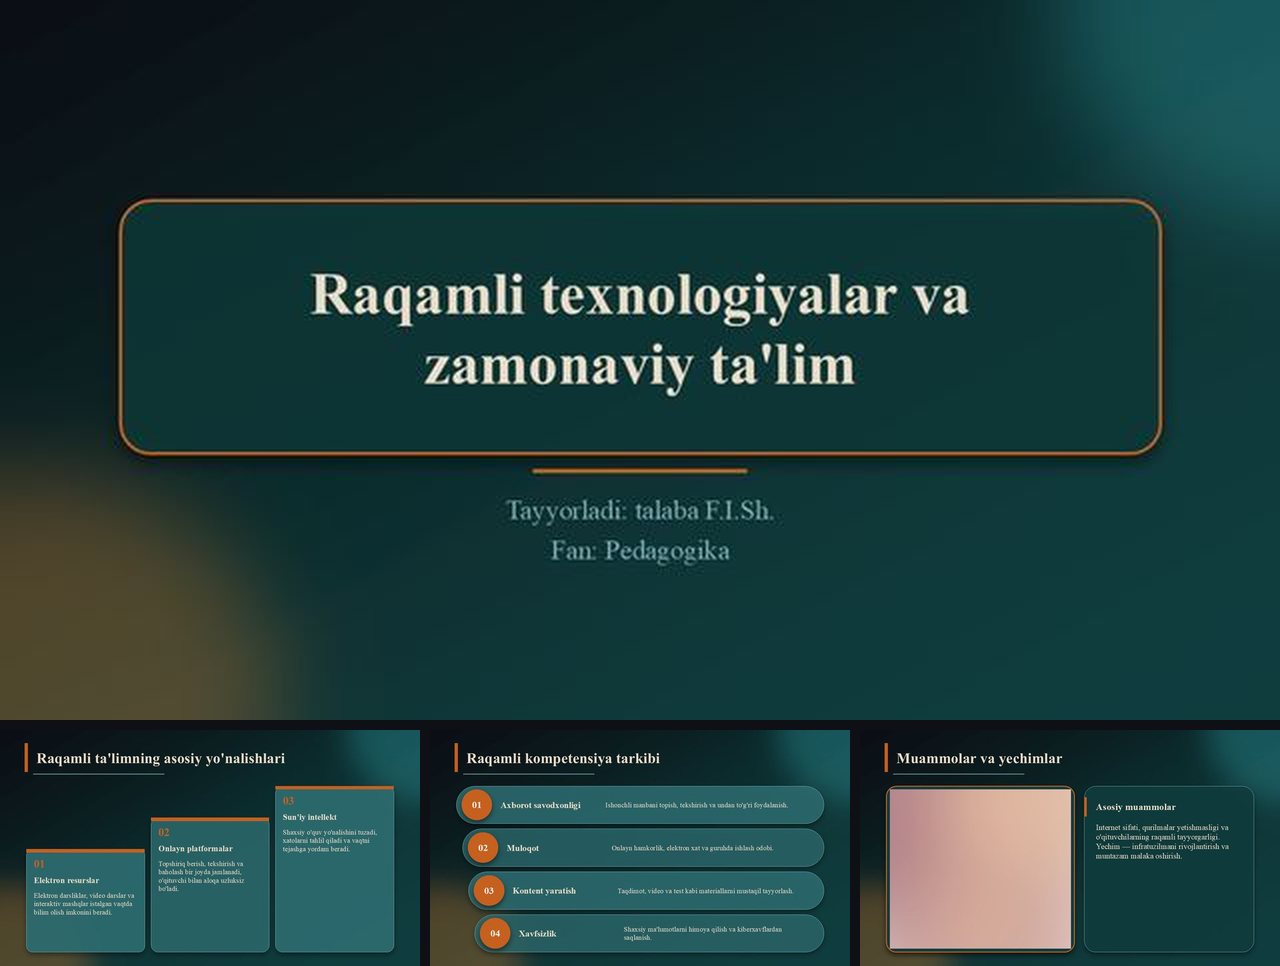 Raqamli texnologiyalar va
zamonaviy ta'lim
Tayyorladi: talaba F.I.Sh.
Fan: Pedagogika
Raqamli ta'limning asosiy yo'nalishlari
01
Elektron resurslar
Elektron darsliklar, video darslar va
interaktiv mashqlar istalgan vaqtda
bilim olish imkonini beradi.
02
Onlayn platformalar
Topshiriq berish, tekshirish va
baholash bir joyda jamlanadi,
o'qituvchi bilan aloqa uzluksiz
bo'ladi.
03
Sun'iy intellekt
Shaxsiy o'quv yo'nalishini tuzadi,
xatolarni tahlil qiladi va vaqtni
tejashga yordam beradi.
Raqamli kompetensiya tarkibi
01 Axborot savodxonligi Ishonchli manbani topish, tekshirish va undan to'g'ri foydalanish.
02 Muloqot Onlayn hamkorlik, elektron xat va guruhda ishlash odobi.
03 Kontent yaratish Taqdimot, video va test kabi materiallarni mustaqil tayyorlash.
04 Xavfsizlik Shaxsiy ma'lumotlarni himoya qilish va kiberxavflardan
saqlanish.
Muammolar va yechimlar
Asosiy muammolar
Internet sifati, qurilmalar yetishmasligi va
o'qituvchilarning raqamli tayyorgarligi.
Yechim — infratuzilmani rivojlantirish va
muntazam malaka oshirish.